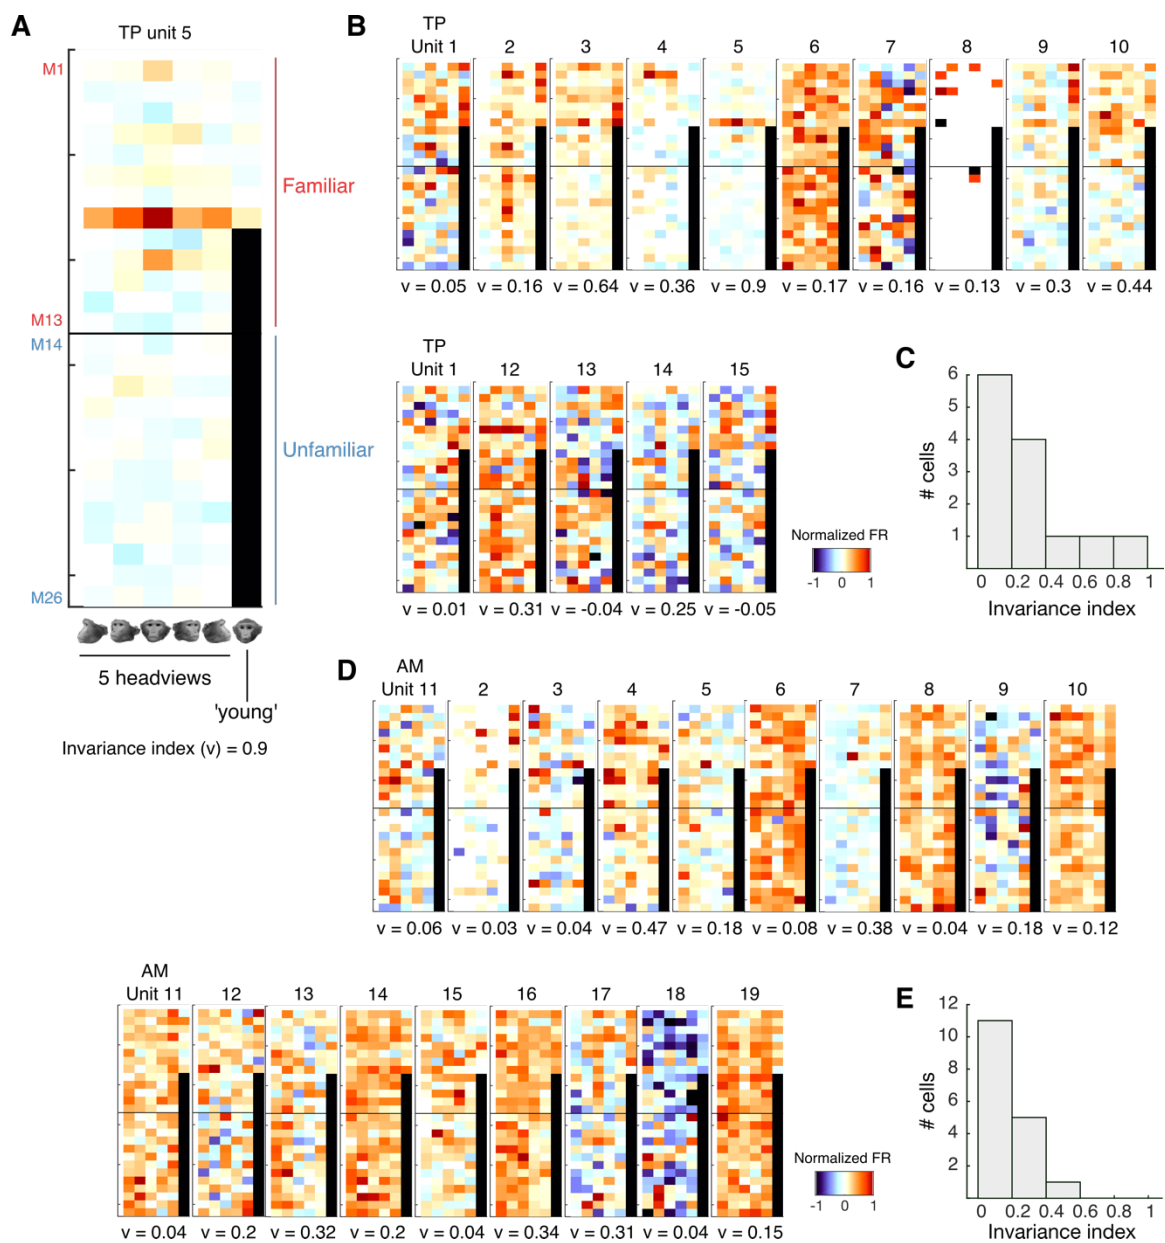 A
TP unit 5
M1
Familiar
M13
M14
Unfamiliar
M26
5 headviews
'young'
Invariance index (v) = 0.9
B
TP
Unit 1 2 3 4 5 6 7 8 9 10
v = 0.05 v = 0.16 v = 0.64 v = 0.36 v = 0.9 v = 0.17 v = 0.16 v = 0.13 v = 0.3 v = 0.44
TP
Unit 1 12 13 14 15
v = 0.01 v = 0.31 v = -0.04 v = 0.25 v = -0.05
Normalized FR
-1 0 1
C
6
5
4
3
2
1
# cells
0 0.2 0.4 0.6 0.8 1
Invariance index
D
AM
Unit 11 2 3 4 5 6 7 8 9 10
v = 0.06 v = 0.03 v = 0.04 v = 0.47 v = 0.18 v = 0.08 v = 0.38 v = 0.04 v = 0.18 v = 0.12
AM
Unit 11 12 13 14 15 16 17 18 19
v = 0.04 v = 0.2 v = 0.32 v = 0.2 v = 0.04 v = 0.34 v = 0.31 v = 0.04 v = 0.15
Normalized FR
-1 0 1
E
12
10
8
6
4
2
# cells
0 0.2 0.4 0.6 0.8 1
Invariance index